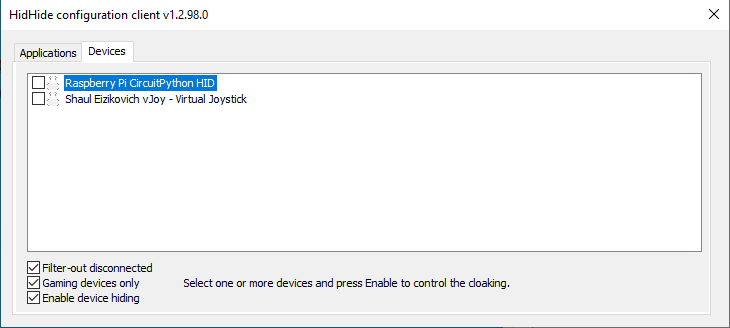 HidHide configuration client v1.2.98.0
Applications
Devices
Raspberry Pi CircuitPython HID
Shaul Eizikovich vJoy - Virtual Joystick
Filter-out disconnected
Gaming devices only
Select one or more devices and press Enable to control the cloaking.
Enable device hiding